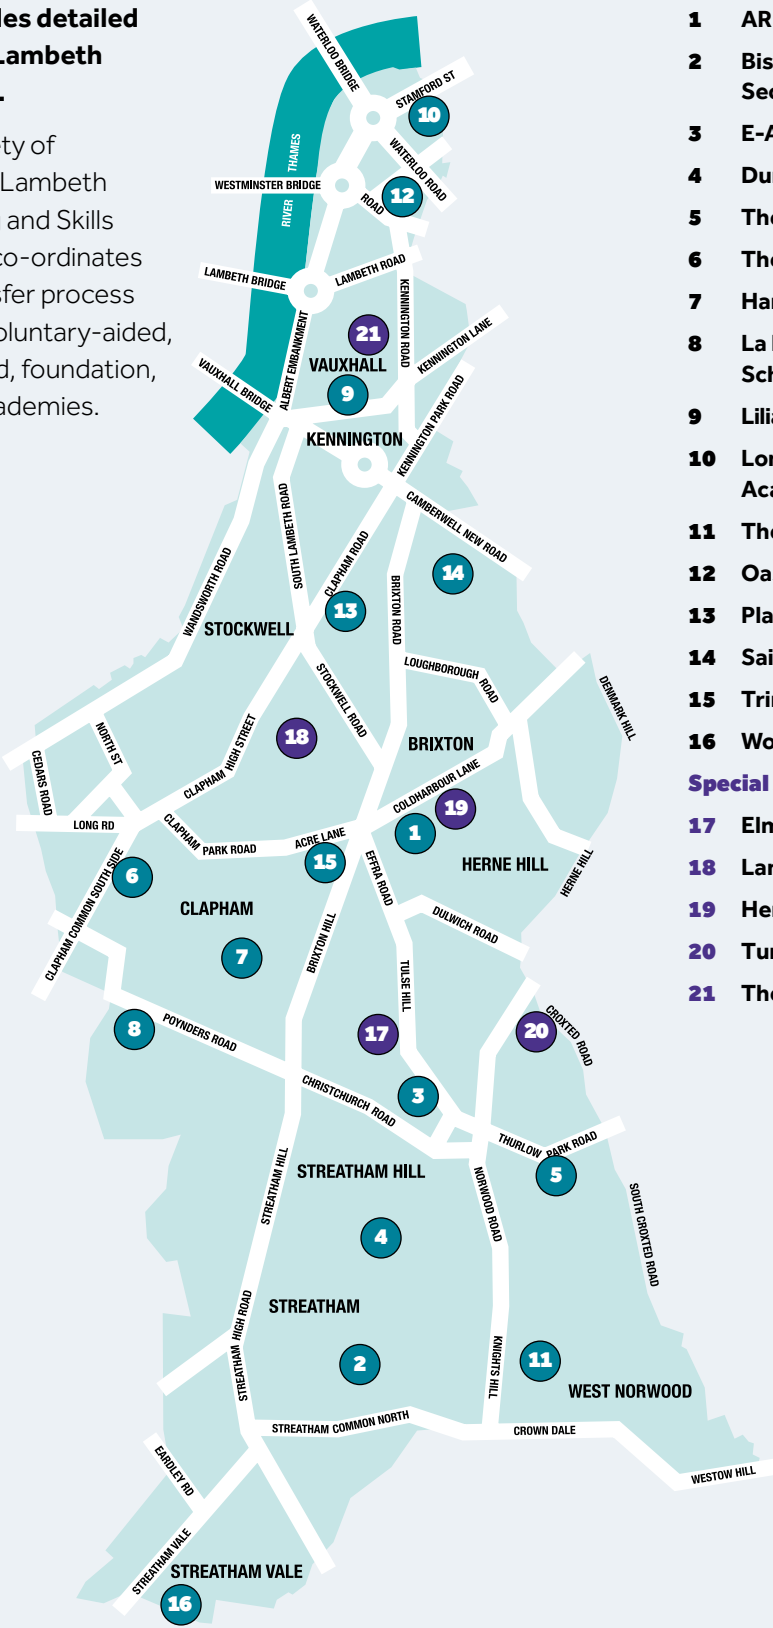 detailed
Lambeth
of
Lambeth
and Skills
co-ordinates
process
voluntary-aided,
foundation,
academies.
WATERLOO BRIDGE
STAMFORD ST
10
RIVER THAMES
WATERLOO ROAD
WESTMINSTER BRIDGE
ROAD
12
LAMBETH BRIDGE
LAMBETH ROAD
KENNINGTON ROAD
21
VAUXHALL
ALBERT EMBANKMENT
KENNINGTON LANE
VAUXHALL BRIDGE
9
KENNINGTON PARK ROAD
KENNINGTON
SOUTH LAMBETH ROAD
CAMBERWELL NEW ROAD
WANDSWORTH ROAD
CLAPHAM ROAD
14
BRIXTON ROAD
13
STOCKWELL
LOUGHBOROUGH ROAD
STOCKWELL ROAD
DENMARK HILL
NORTH ST
18
BRIXTON
CEDARS ROAD
CLAPHAM HIGH STREET
COLDHARBOUR LANE
19
LONG RD
CLAPHAM PARK ROAD
ACRE LANE
1
15
HERNE HILL
HERNE HILL
EFFRA ROAD
6
CLAPHAM COMMON SOUTH SIDE
CLAPHAM
BRIXTON HILL
DULWICH ROAD
7
TULSE HILL
8
POYNDERS ROAD
17
20
CROXTED ROAD
CHRISTCHURCH ROAD
3
THURLOW PARK ROAD
5
STREATHAM HILL
STREATHAM HILL
NORWOOD ROAD
SOUTH CROXTED ROAD
4
STREATHAM
STREATHAM HIGH ROAD
2
KNIGHTS HILL
11
WEST NORWOOD
STREATHAM COMMON NORTH
CROWN DALE
EARDLEY RD
WESTOW HILL
STREATHAM VALE
STREATHAM VALE
16
1
2
3
4
5 The
6 The
7
8 La
9
10
11 The
12
13
14
15
16
Special
17
18
19
20
21 The